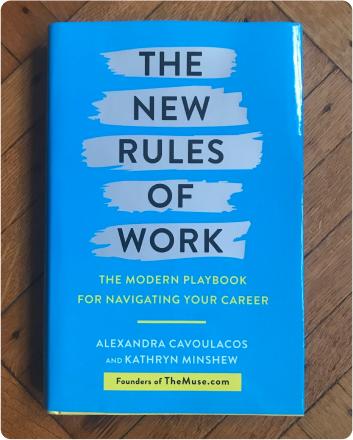 THE
NEW
RULES
OF
WORK
THE MODERN PLAYBOOK
FOR NAVIGATING YOUR CAREER
ALEXANDRA CAVOULACOS
AND KATHRYN MINSHEW
Founders of TheMuse.com